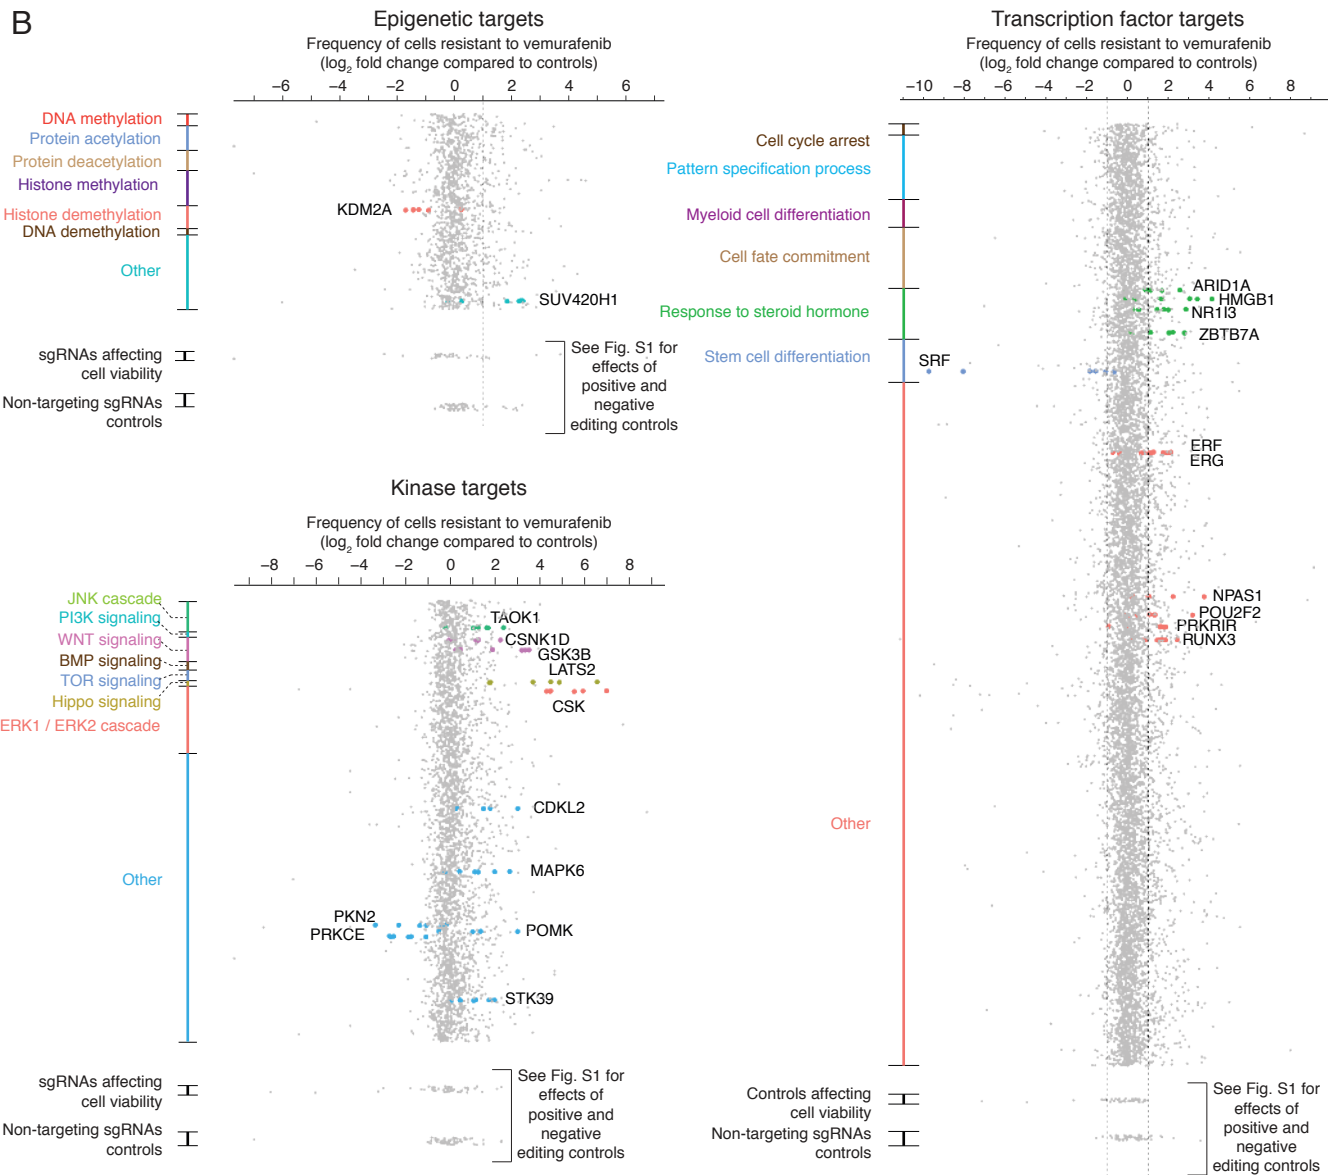 B
Epigenetic targets
Frequency of cells resistant to vemurafenib
(log2 fold change compared to controls)
−6 −4 −2 0 2 4 6
DNA methylation
Protein acetylation
Protein deacetylation
Histone methylation
Histone demethylation
DNA demethylation
Other
KDM2A
SUV420H1
sgRNAs affecting
cell viability
Non-targeting sgRNAs
controls
See Fig. S1 for
effects of
positive and
negative
editing controls
Kinase targets
Frequency of cells resistant to vemurafenib
(log2 fold change compared to controls)
−8 −6 −4 −2 0 2 4 6 8
JNK cascade
PI3K signaling
WNT signaling
BMP signaling
TOR signaling
Hippo signaling
ERK1 / ERK2 cascade
Other
TAOK1
CSNK1D
GSK3B
LATS2
CSK
CDKL2
MAPK6
PKN2
PRKCE
POMK
STK39
sgRNAs affecting
cell viability
Non-targeting sgRNAs
controls
See Fig. S1 for
effects of
positive and
negative
editing controls
Transcription factor targets
Frequency of cells resistant to vemurafenib
(log2 fold change compared to controls)
−10 −8 −6 −4 −2 0 2 4 6 8
Cell cycle arrest
Pattern specification process
Myeloid cell differentiation
Cell fate commitment
Response to steroid hormone
Stem cell differentiation
Other
ARID1A
HMGB1
NR1I3
ZBTB7A
SRF
ERF
ERG
NPAS1
POU2F2
PRKRIR
RUNX3
Controls affecting
cell viability
Non-targeting sgRNAs
controls
See Fig. S1 for
effects of
positive and
negative
editing controls